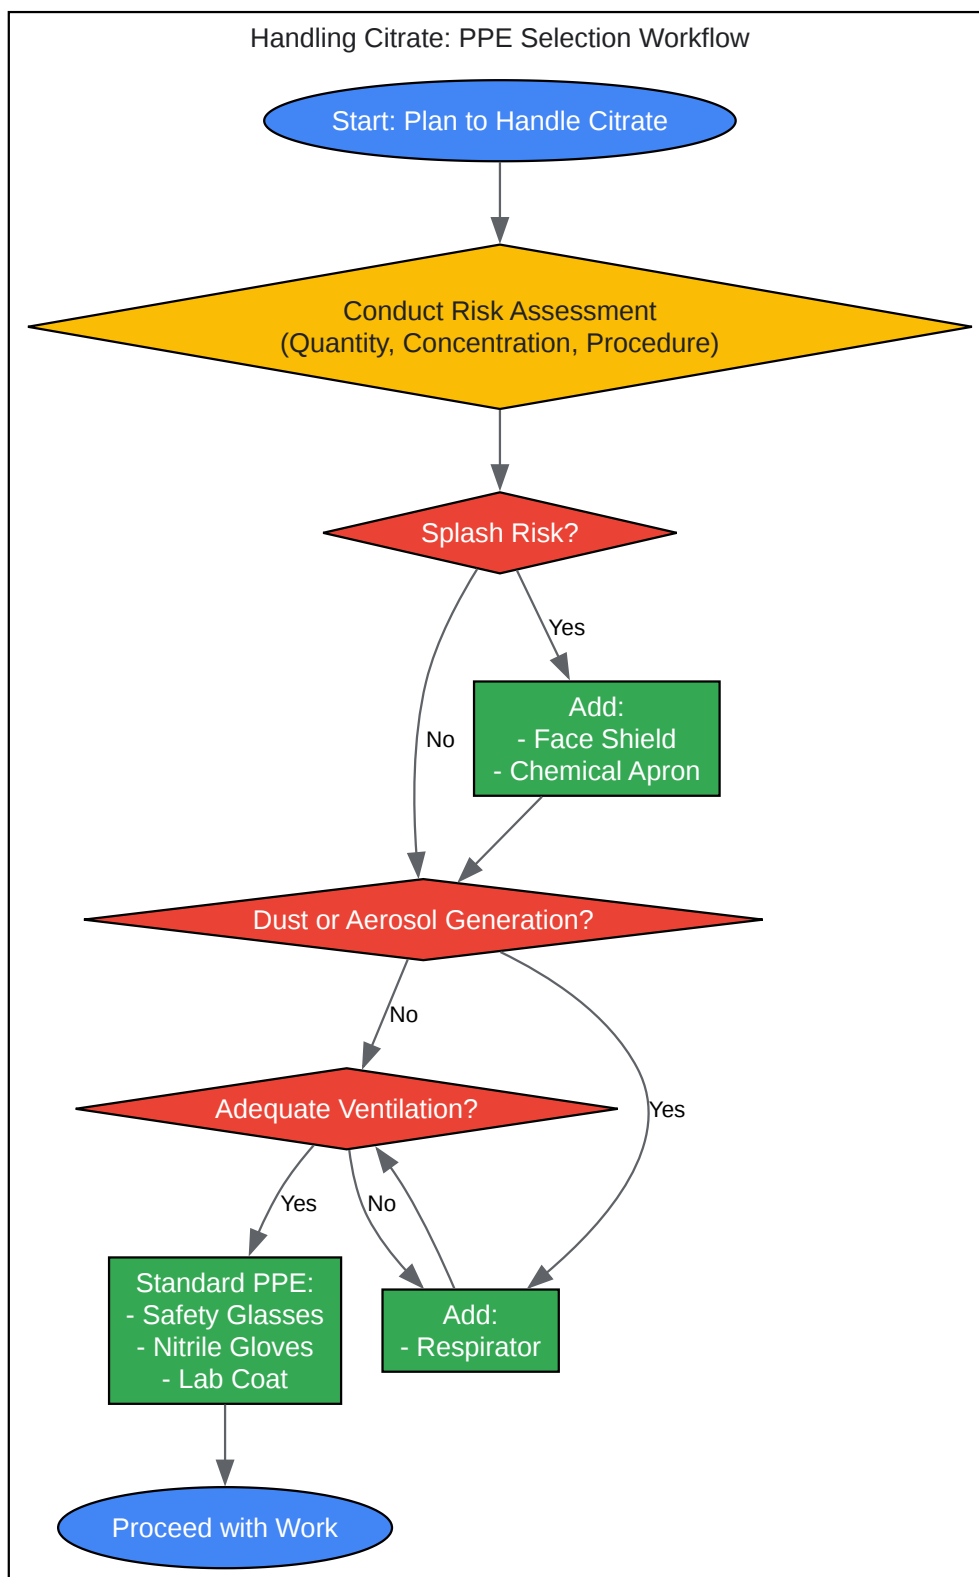 Handling Citrate: PPE Selection Workflow
Start: Plan to Handle Citrate
Conduct Risk Assessment
(Quantity, Concentration, Procedure)
Splash Risk?
Yes
No
Add:
- Face Shield
- Chemical Apron
Dust or Aerosol Generation?
No
Yes
Adequate Ventilation?
Yes
No
Standard PPE:
- Safety Glasses
- Nitrile Gloves
- Lab Coat
Add:
- Respirator
Proceed with Work